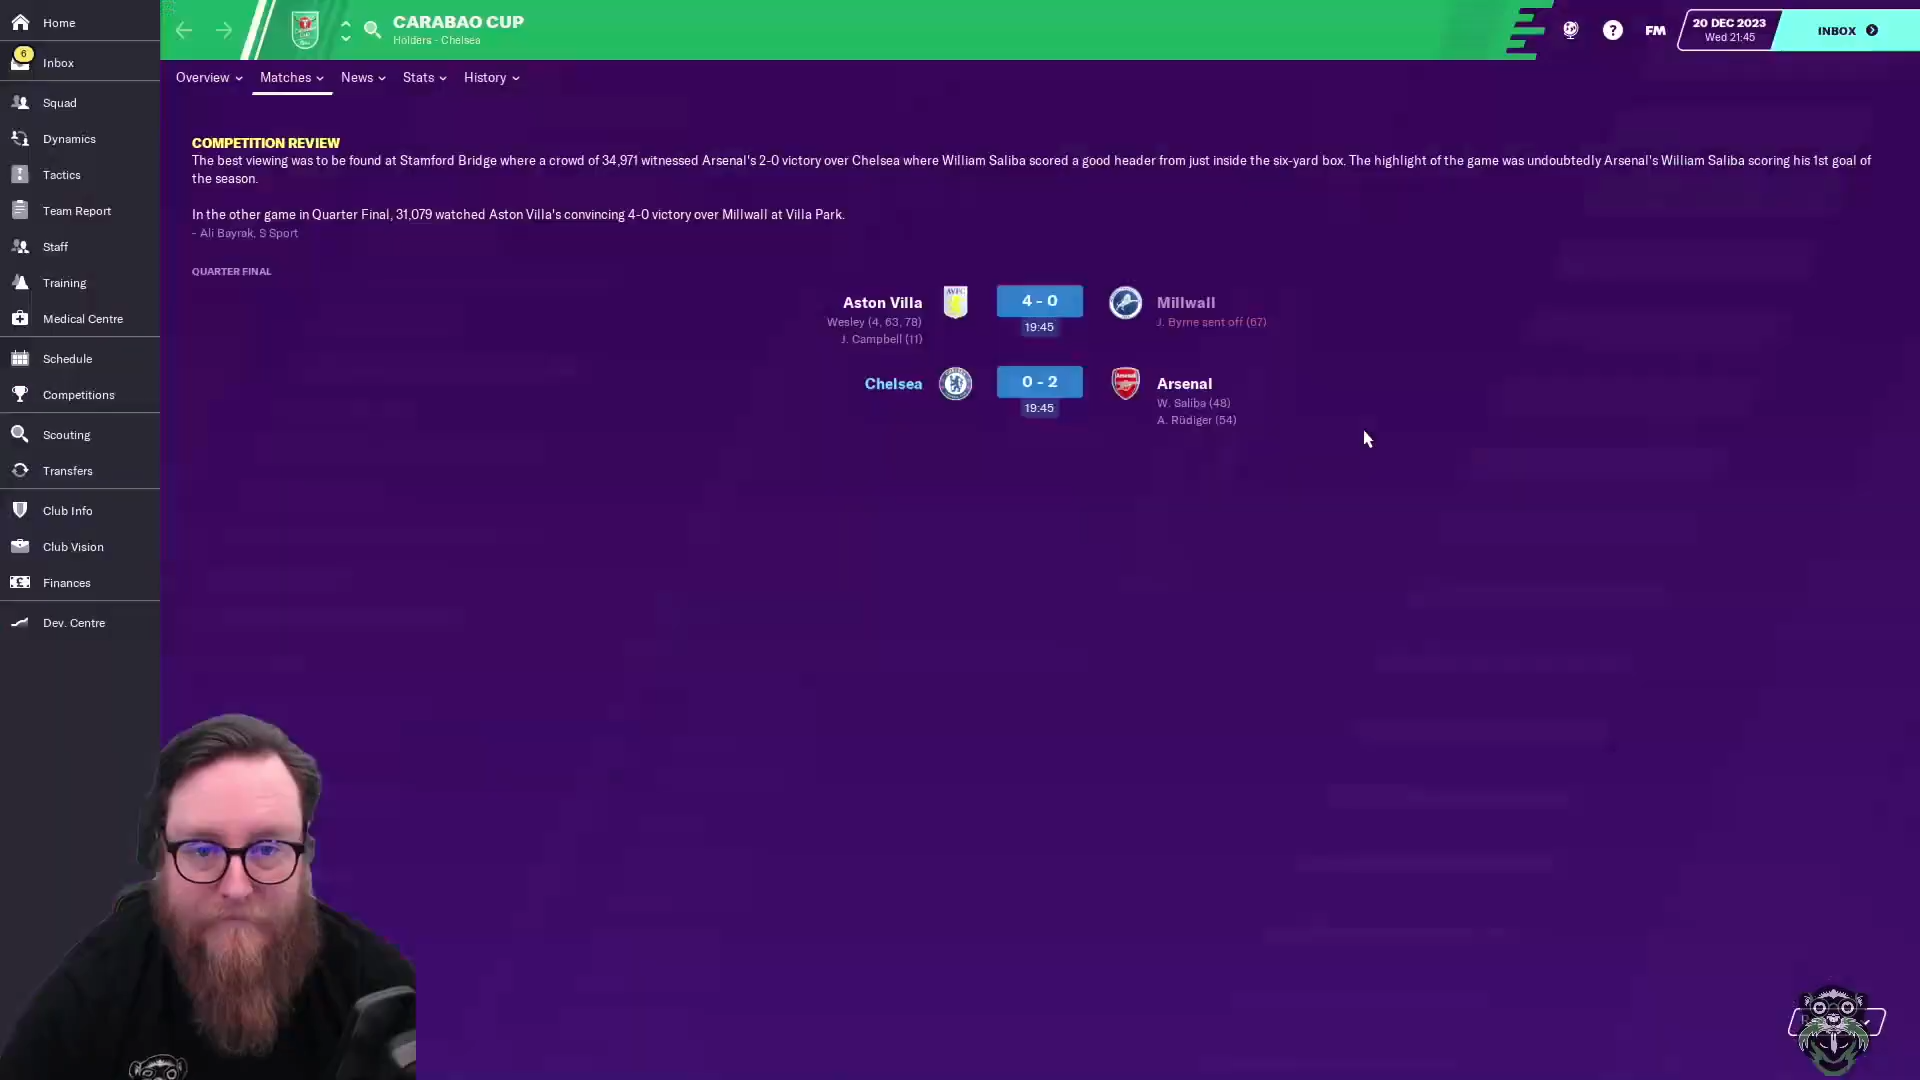 Home
CARABAO CUP
Holders - Chelsea
FM
20 DEC 2023
Wed 21:45
INBOX
6
Inbox
Overview
Matches
News
Stats
History
Squad
Dynamics
Tactics
Team Report
Staff
Training
Medical Centre
Schedule
Competitions
Scouting
Transfers
Club Info
Club Vision
Finances
Dev. Centre
COMPETITION REVIEW
The best viewing was to be found at Stamford Bridge where a crowd of 34,971 witnessed Arsenal's 2-0 victory over Chelsea where William Saliba scored a good header from just inside the six-yard box. The highlight of the game was undoubtedly Arsenal's William Saliba scoring his 1st goal of
the season.
In the other game in Quarter Final, 31,079 watched Aston Villa's convincing 4-0 victory over Millwall at Villa Park.
- Ali Bayrak, S Sport
QUARTER FINAL
Aston Villa
4 - 0
Millwall
Wesley (4, 63, 78)
19:45
J. Byrne sent off (67)
J. Campbell (11)
Chelsea
0 - 2
Arsenal
19:45
W. Saliba (48)
A. Rüdiger (54)